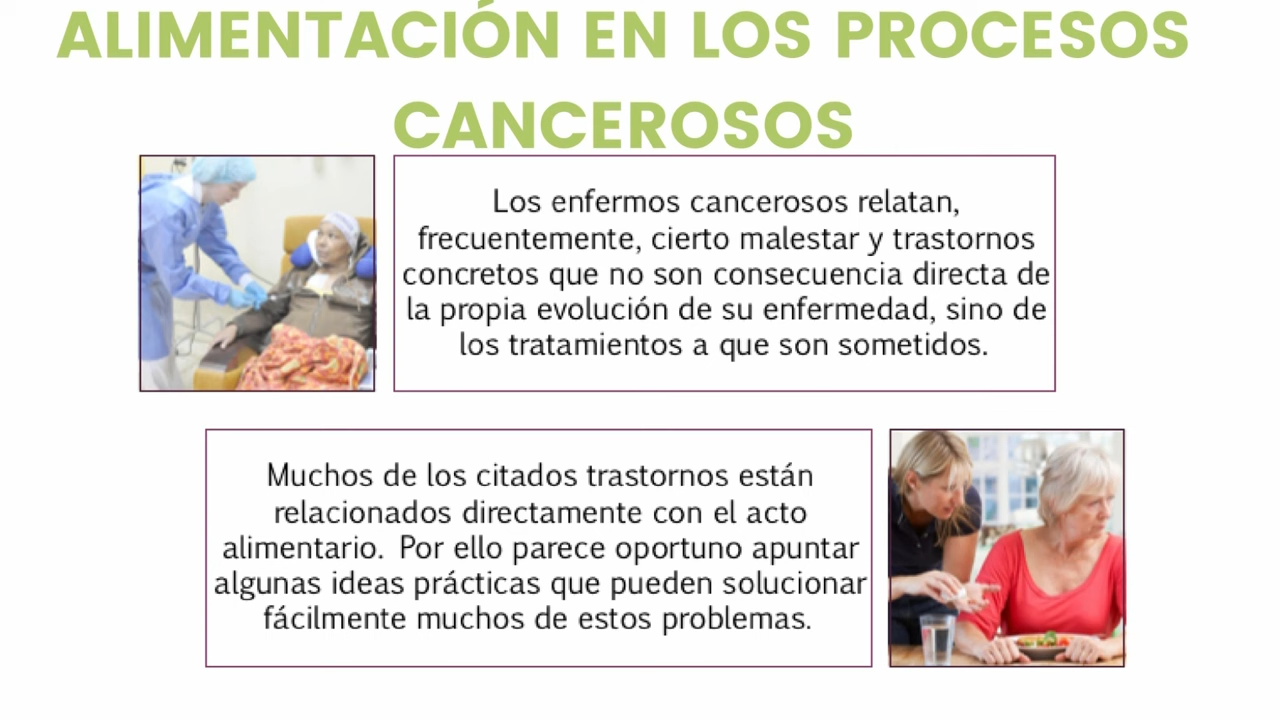 ALIMENTACIÓN EN LOS PROCESOS
CANCEROSOS
Los enfermos cancerosos relatan,
frecuentemente, cierto malestar y trastornos
concretos que no son consecuencia directa de
la propia evolución de su enfermedad, sino de
los tratamientos a que son sometidos.
Muchos de los citados trastornos están
relacionados directamente con el acto
alimentario. Por ello parece oportuno apuntar
algunas ideas prácticas que pueden solucionar
fácilmente muchos de estos problemas.